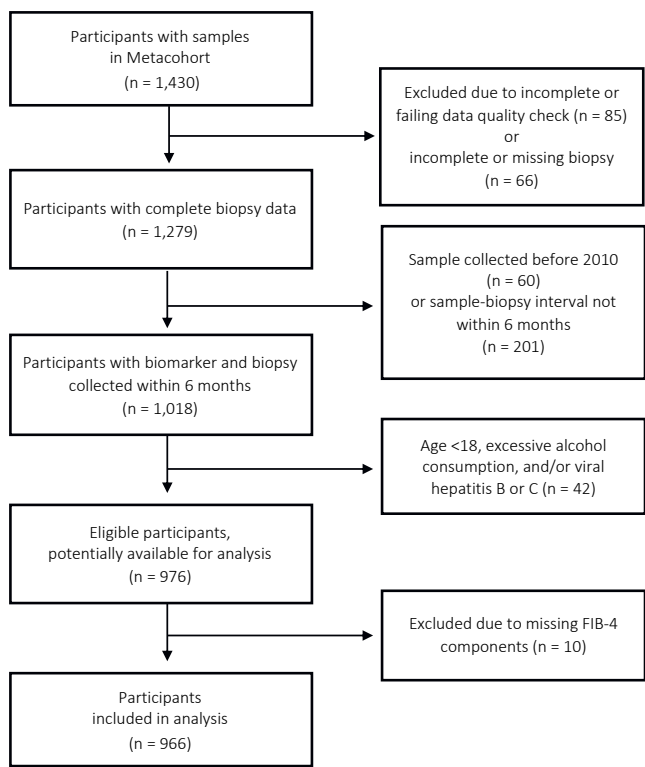 Participants with samples
in Metacohort
(n = 1,430)
Excluded due to incomplete or
failing data quality check (n = 85)
or
incomplete or missing biopsy
(n = 66)
Participants with complete biopsy data
(n = 1,279)
Sample collected before 2010
(n = 60)
or sample-biopsy interval not
within 6 months
(n = 201)
Participants with biomarker and biopsy
collected within 6 months
(n = 1,018)
Age <18, excessive alcohol
consumption, and/or viral
hepatitis B or C (n = 42)
Eligible participants,
potentially available for analysis
(n = 976)
Excluded due to missing FIB-4
components (n = 10)
Participants
included in analysis
(n = 966)